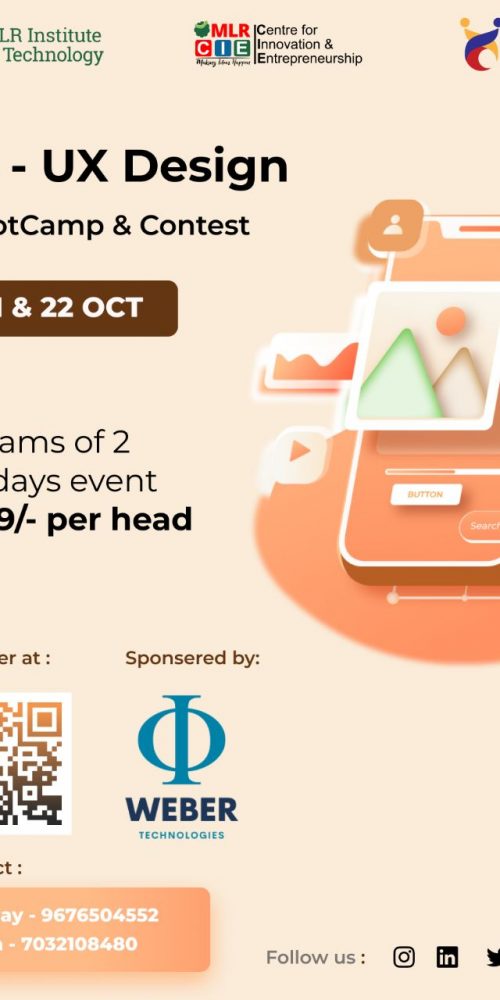 LR Institute
Technology
MLR
CIE
Making Ideas Happen
Centre for
Innovation &
Entrepreneurship
- UX Design
otCamp & Contest
& 22 OCT
ams of 2
days event
9/- per head
er at :
Sponsered by:
WEBER
TECHNOLOGIES
ct :
ay - 9676504552
- 7032108480
BUTTON
Search
Follow us :